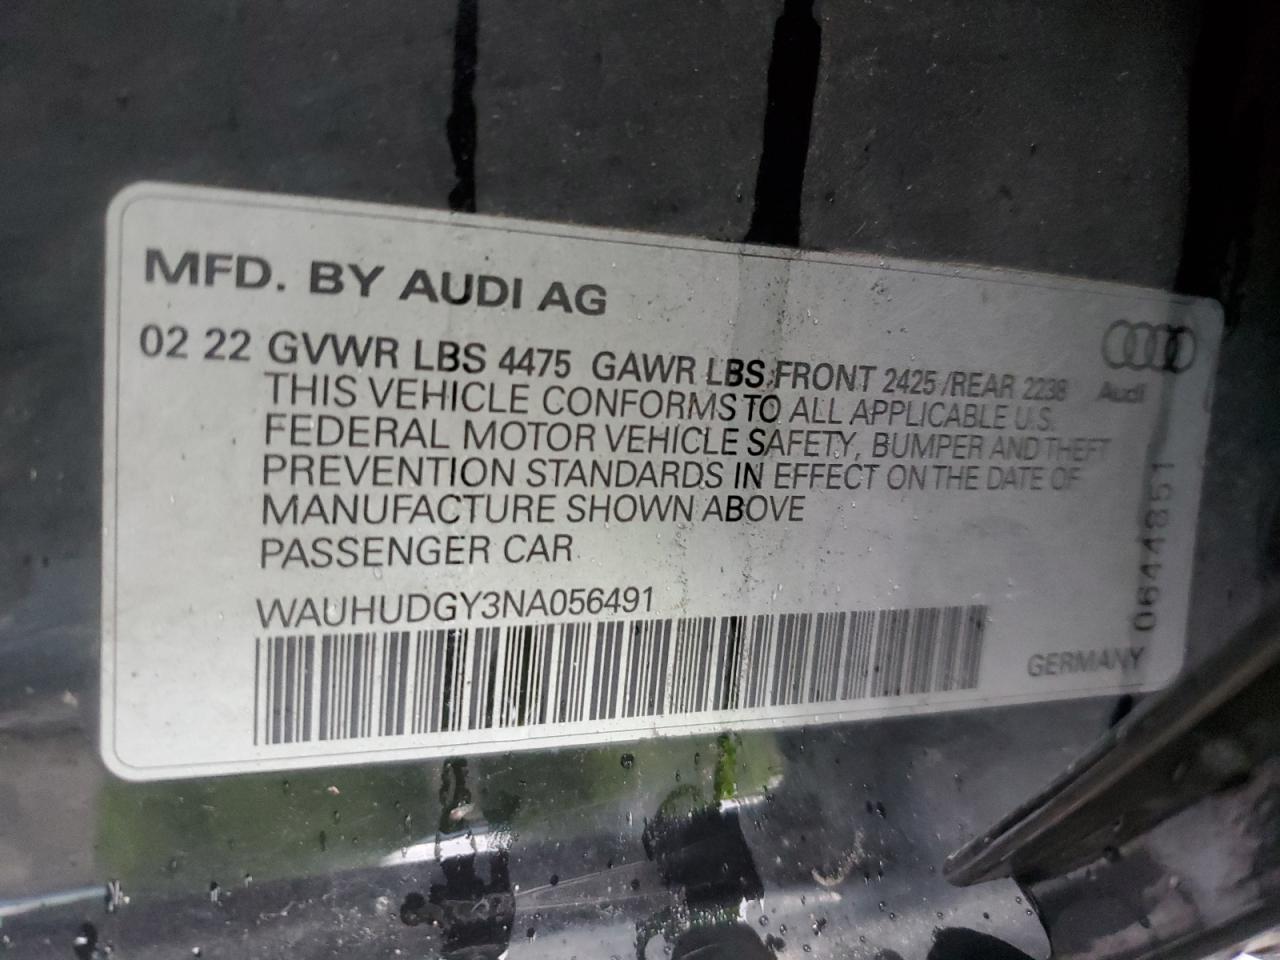 MFD. BY AUDI AG
02 22 GVWR LBS 4475 GAWR LBS FRONT 2425 /REAR 2238
THIS VEHICLE CONFORMS TO ALL APPLICABLE U.S.
FEDERAL MOTOR VEHICLE SAFETY, BUMPER AND THEFT
PREVENTION STANDARDS IN EFFECT ON THE DATE OF
MANUFACTURE SHOWN ABOVE
PASSENGER CAR
WAUHUDGY3NA056491
Audi
0644851
GERMANY